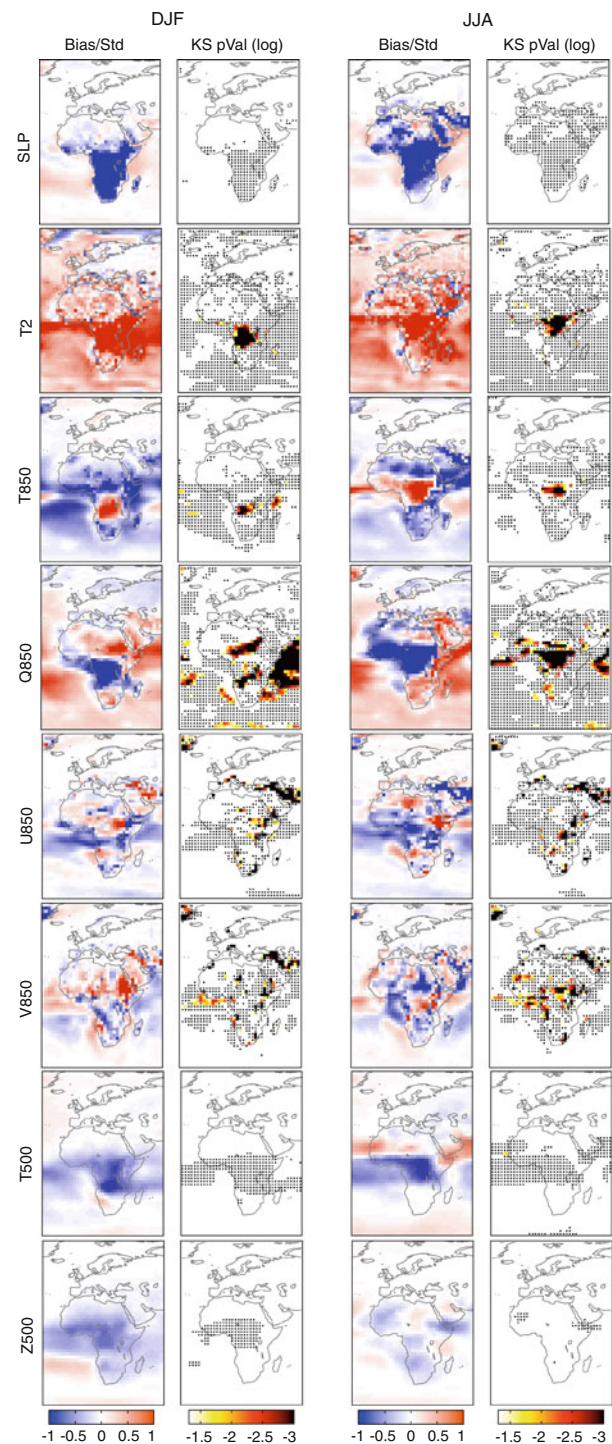 DJF JJA
Bias/Std KS pVal (log) Bias/Std KS pVal (log)
SLP
T2
T850
Q850
U850
V850
T500
Z500
-1 -0.5 0 0.5 1 -1.5 -2.5 -3 -1 -0.5 0 0.5 1 -1.5 -2.5 -3